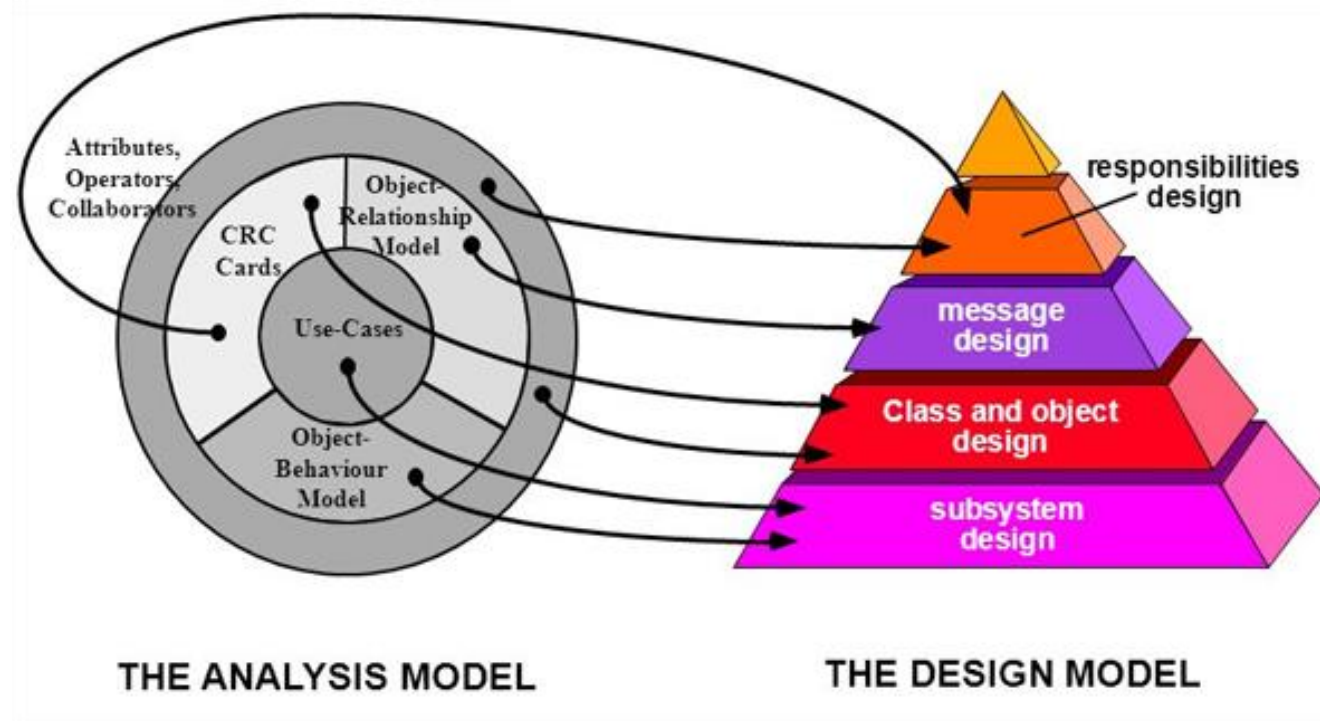 Attributes,
Operators,
Collaborators
CRC
Cards
Object-
Relationship
Model
Use-Cases
Object-
Behaviour
Model
responsibilities
design
message
design
Class and object
design
subsystem
design
THE ANALYSIS MODEL
THE DESIGN MODEL